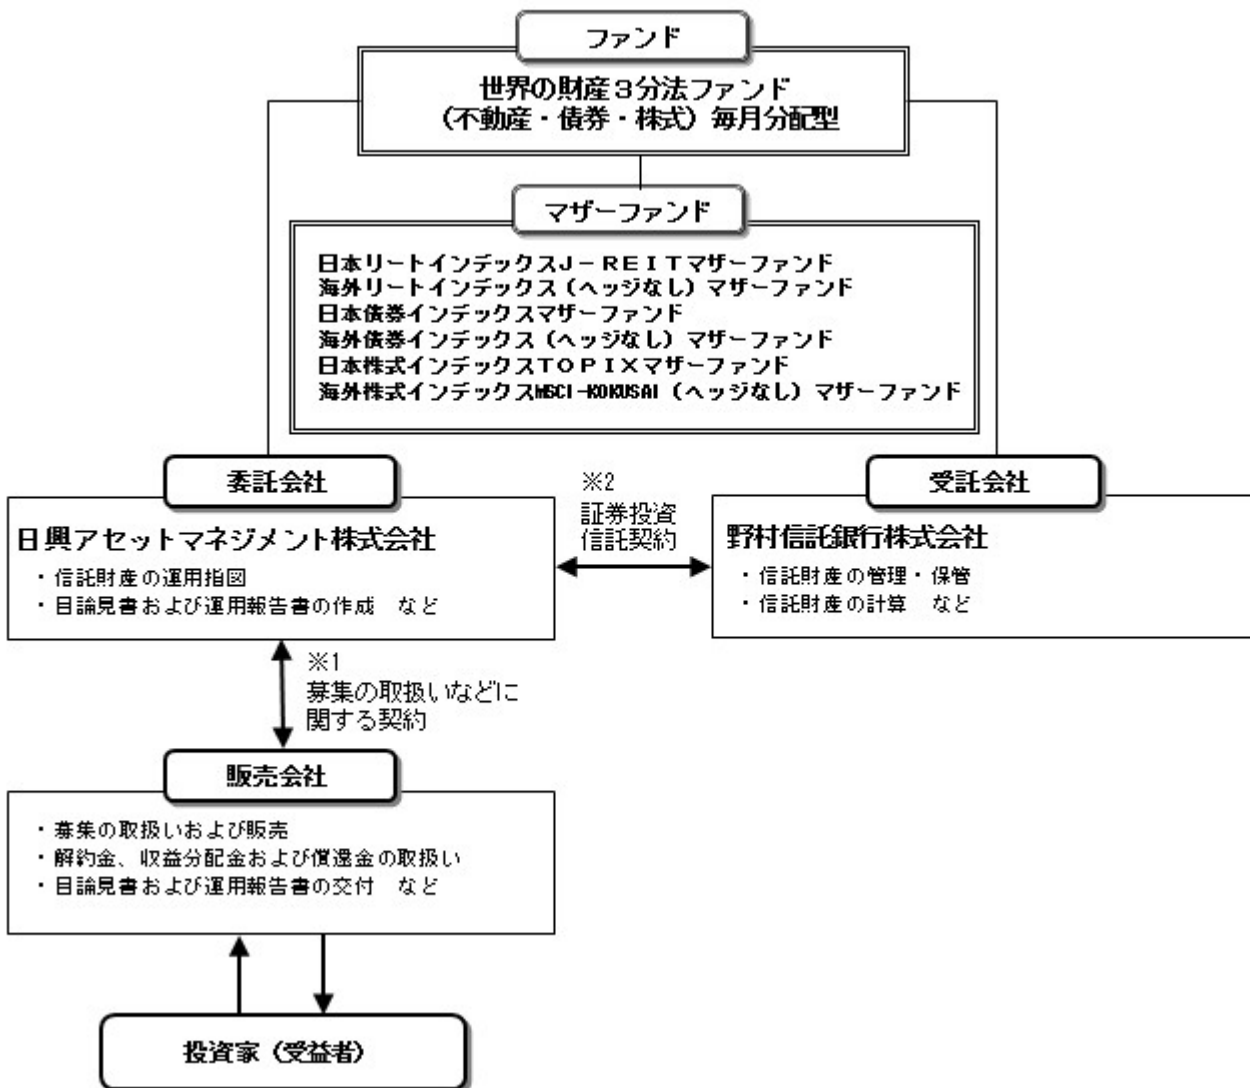 ファンド
世界の財産３分法ファンド
（不動産・債券・株式）毎月分配型
マザーファンド
日本リートインデックスＪ－ＲＥＩＴマザーファンド
海外リートインデックス（ヘッジなし）マザーファンド
日本債券インデックスマザーファンド
海外債券インデックス（ヘッジなし）マザーファンド
日本株式インデックスＴＯＰＩＸマザーファンド
海外株式インデックスMSCI-KOKUSAI（ヘッジなし）マザーファンド
委託会社
日興アセットマネジメント株式会社
・信託財産の運用指図
・目論見書および運用報告書の作成　など
※2
証券投資
信託契約
受託会社
野村信託銀行株式会社
・信託財産の管理・保管
・信託財産の計算　など
※1
募集の取扱いなどに
関する契約
販売会社
・募集の取扱いおよび販売
・解約金、収益分配金および償還金の取扱い
・目論見書および運用報告書の交付　など
投資家（受益者）